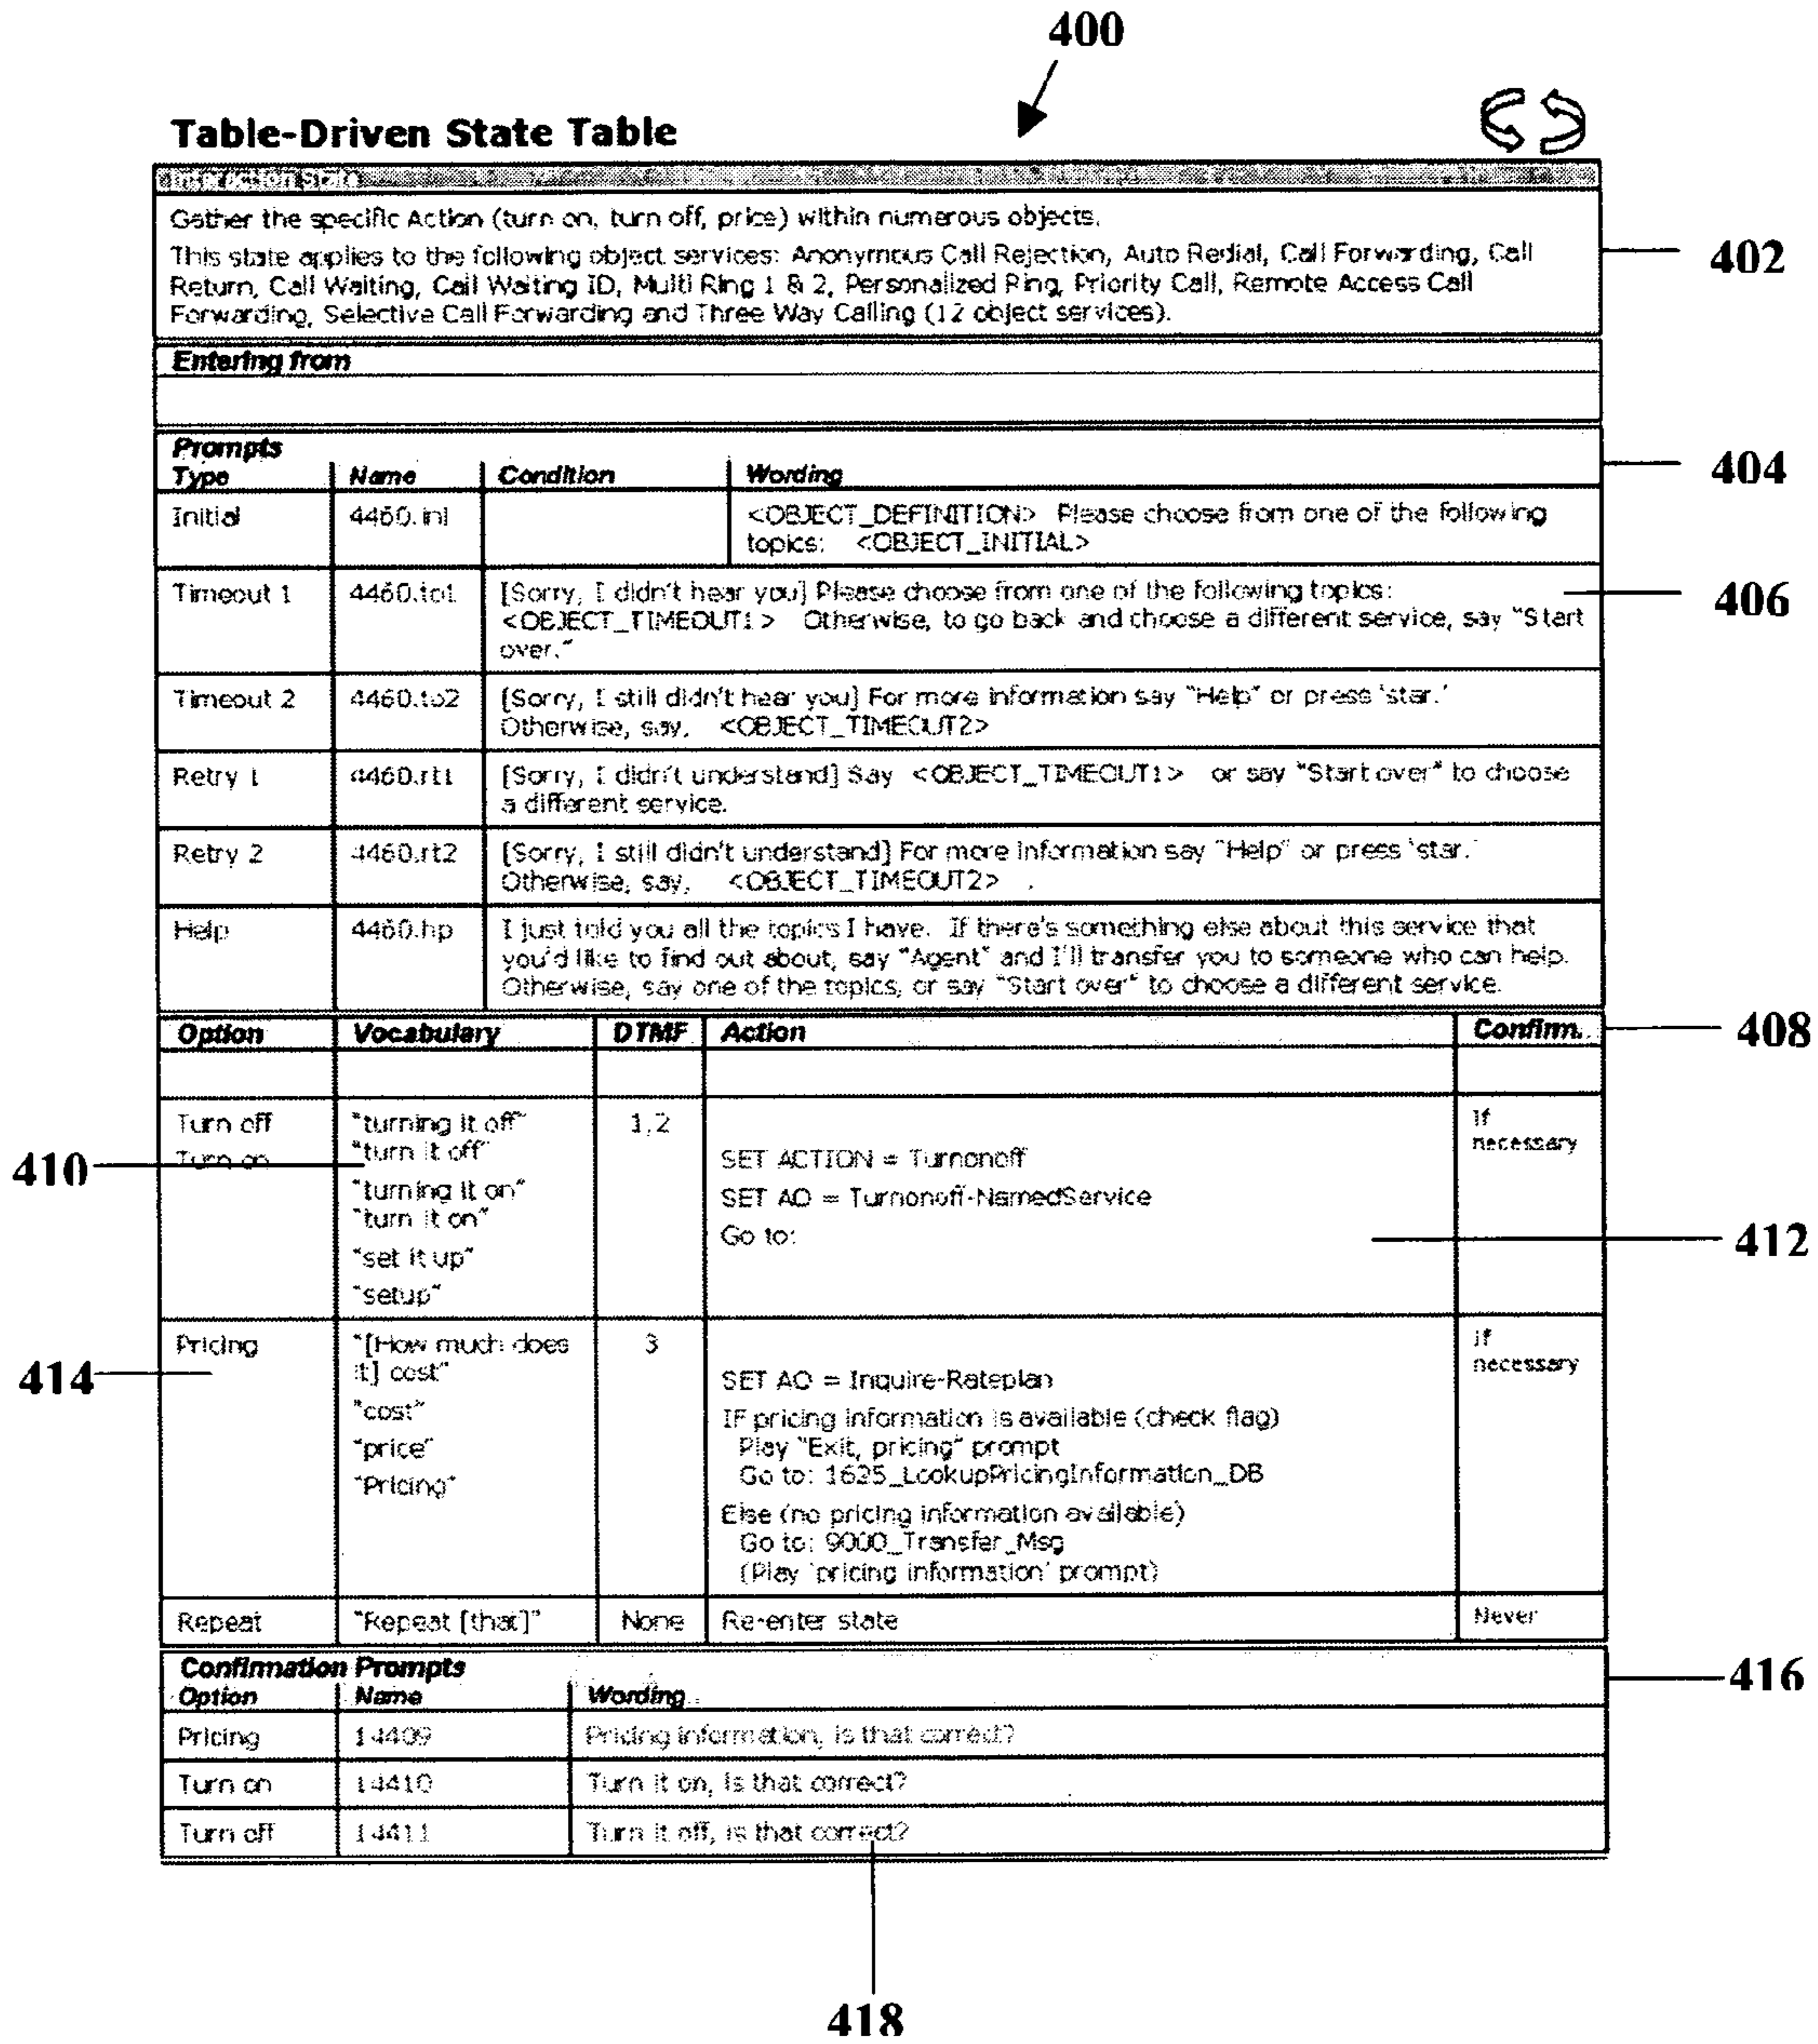 400
Table-Driven State Table
Interaction State
Gather the specific Action (turn on, turn off, price) within numerous objects.
This state applies to the following object services: Anonymous Call Rejection, Auto Redial, Call Forwarding, Call
Return, Call Waiting, Call Waiting ID, Multi Ring 1 & 2, Personalized Ring, Priority Call, Remote Access Call
Forwarding, Selective Call Forwarding and Three Way Calling (12 object services).
402
Entering from
Prompts
404
Type Name Condition Wording
Initial 4460.ini <OBJECT_DEFINITION> Please choose from one of the following
topics: <OBJECT_INITIAL>
Timeout 1 4460.to1 [Sorry, I didn't hear you] Please choose from one of the following topics:
<OBJECT_TIMEOUT1> Otherwise, to go back and choose a different service, say "Start
over."
406
Timeout 2 4460.to2 [Sorry, I still didn't hear you] For more information say "Help" or press 'star.'
Otherwise, say, <OBJECT_TIMEOUT2>
Retry 1 4460.rt1 [Sorry, I didn't understand] Say <OBJECT_TIMEOUT1> or say "Start over" to choose
a different service.
Retry 2 4460.rt2 [Sorry, I still didn't understand] For more information say "Help" or press 'star.'
Otherwise, say, <OBJECT_TIMEOUT2> .
Help 4460.hp I just told you all the topics I have. If there's something else about this service that
you'd like to find out about, say "Agent" and I'll transfer you to someone who can help.
Otherwise, say one of the topics, or say "Start over" to choose a different service.
Option Vocabulary DTMF Action Confirm.
408
Turn off
Turn on
410
"turning it off"
"turn it off"
"turning it on"
"turn it on"
"set it up"
"setup"
1,2
SET ACTION = Turnonoff
SET AO = Turnonoff-NamedService
Go to:
If
necessary
412
Pricing
414
"[How much does
it] cost"
"cost"
"price"
"Pricing"
3
SET AO = Inquire-Rateplan
IF pricing information is available (check flag)
Play "Exit, pricing" prompt
Go to: 1625_LookupPricingInformation_DB
Else (no pricing information available)
Go to: 9000_Transfer_Msg
(Play 'pricing information' prompt)
If
necessary
Repeat "Repeat [that]" None Re-enter state Never
Confirmation Prompts
416
Option Name Wording
Pricing 14409 Pricing information, is that correct?
Turn on 14410 Turn it on, is that correct?
Turn off 14411 Turn it off, is that correct?
418